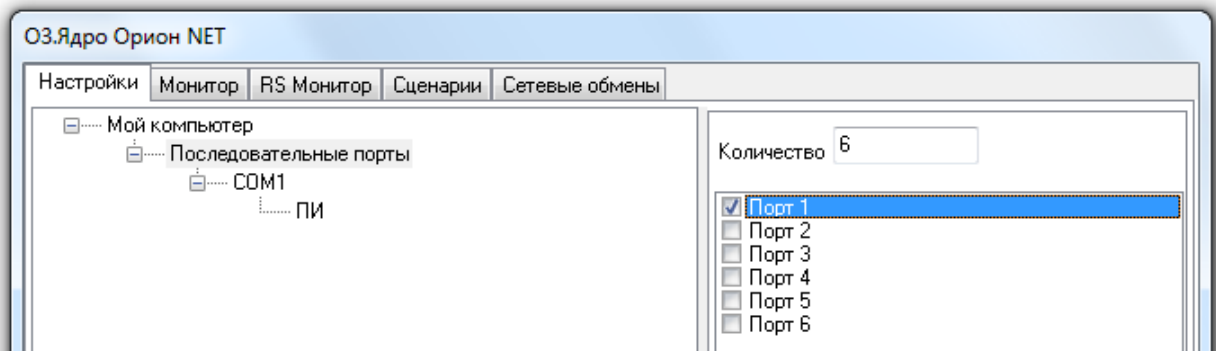 О3.Ядро Орион NET
Настройки Монитор RS Монитор Сценарии Сетевые обмены
Мой компьютер
Последовательные порты
COM1
ПИ
Количество 6
Порт 1
Порт 2
Порт 3
Порт 4
Порт 5
Порт 6